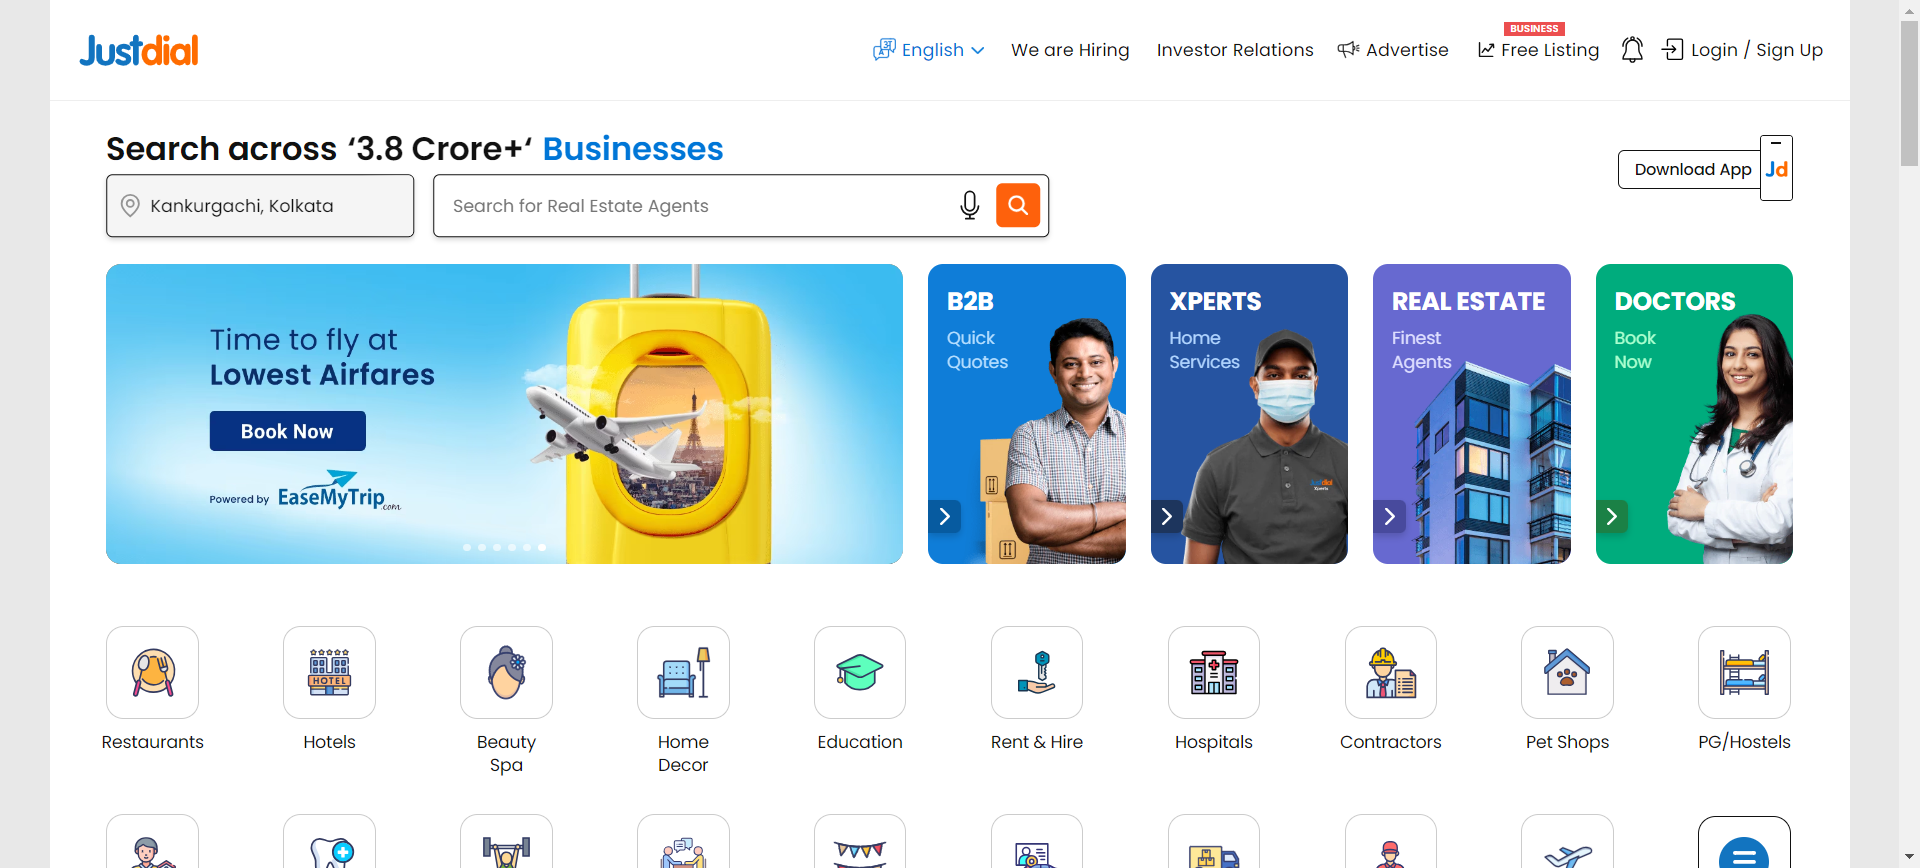 Justdial
English
We are Hiring
Investor Relations
Advertise
BUSINESS
Free Listing
Login / Sign Up
Search across ‘3.8 Crore+‘ Businesses
Download App
Jd
Kankurgachi, Kolkata
Search for Real Estate Agents
Time to fly at
Lowest Airfares
Book Now
Powered by EaseMyTrip.com
B2B
Quick
Quotes
XPERTS
Home
Services
Justdial
Xperts
REAL ESTATE
Finest
Agents
DOCTORS
Book
Now
HOTEL
Restaurants
Hotels
Beauty
Spa
Home
Decor
Education
Rent & Hire
Hospitals
Contractors
Pet Shops
PG/Hostels